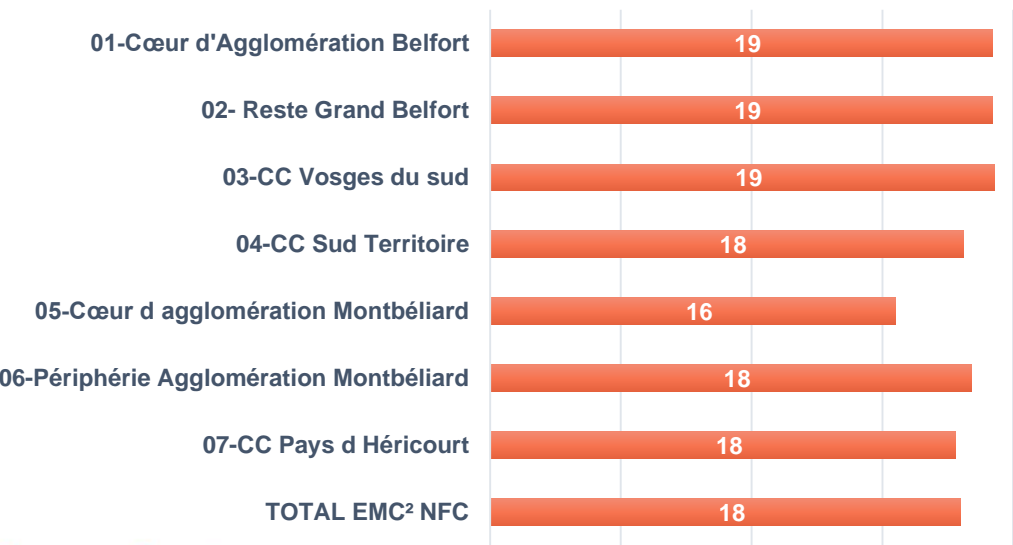 01-Cœur d'Agglomération Belfort 19
02- Reste Grand Belfort 19
03-CC Vosges du sud 19
04-CC Sud Territoire 18
05-Cœur d agglomération Montbéliard 16
06-Périphérie Agglomération Montbéliard 18
07-CC Pays d Héricourt 18
TOTAL EMC² NFC 18